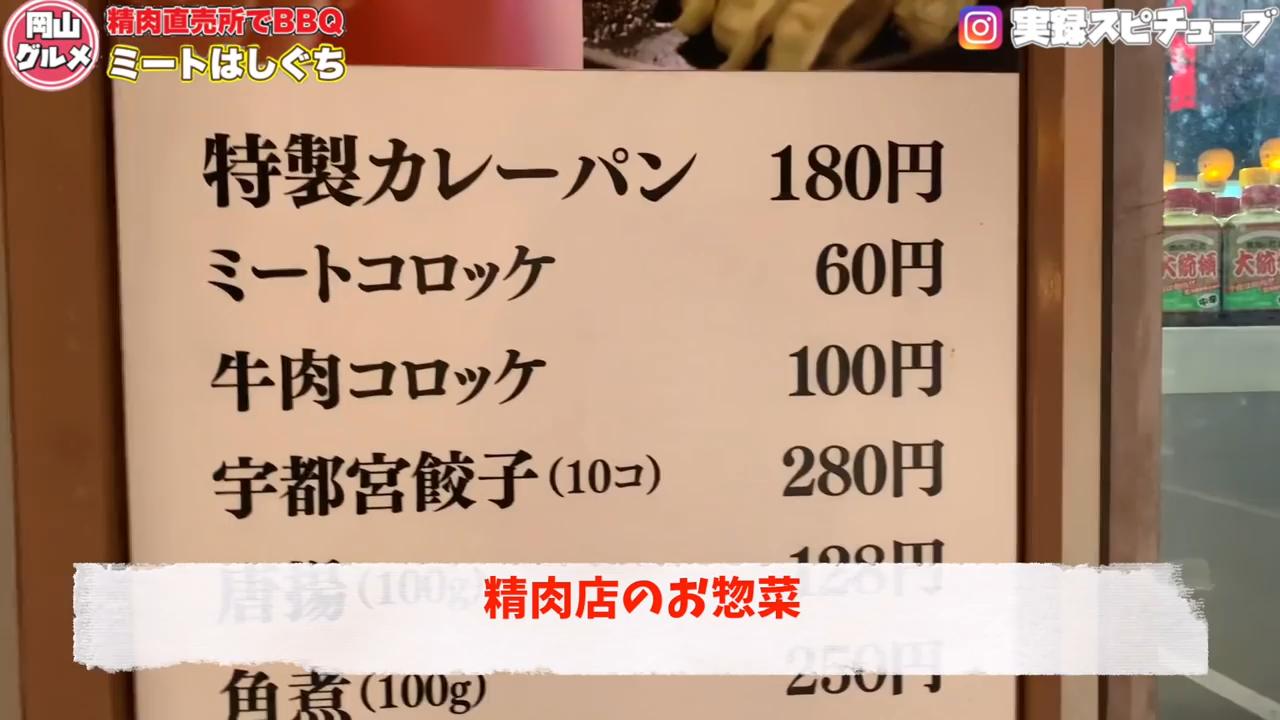 岡山
グルメ
精肉直売所でBBQ
ミートはしぐち
実録スピチューブ
特製カレーパン 180円
ミートコロッケ 60円
牛肉コロッケ 100円
宇都宮餃子(10コ) 280円
唐揚(100g) 128円
精肉店のお惣菜
角煮(100g) 250円
大統領
大統領